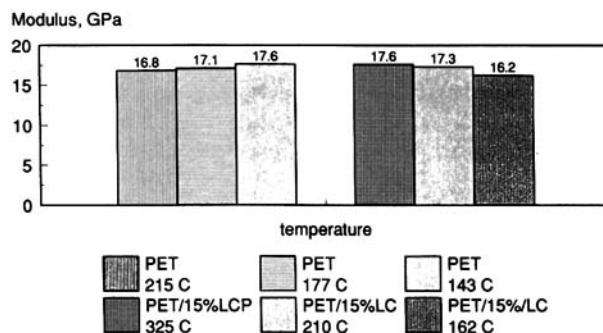 Modulus, GPa
20
15
10
5
0
16.8 17.1 17.6 17.6 17.3 16.2
temperature
PET
215 C
PET
177 C
PET
143 C
PET/15%LCP
325 C
PET/15%LC
210 C
PET/15%/LC
162 C